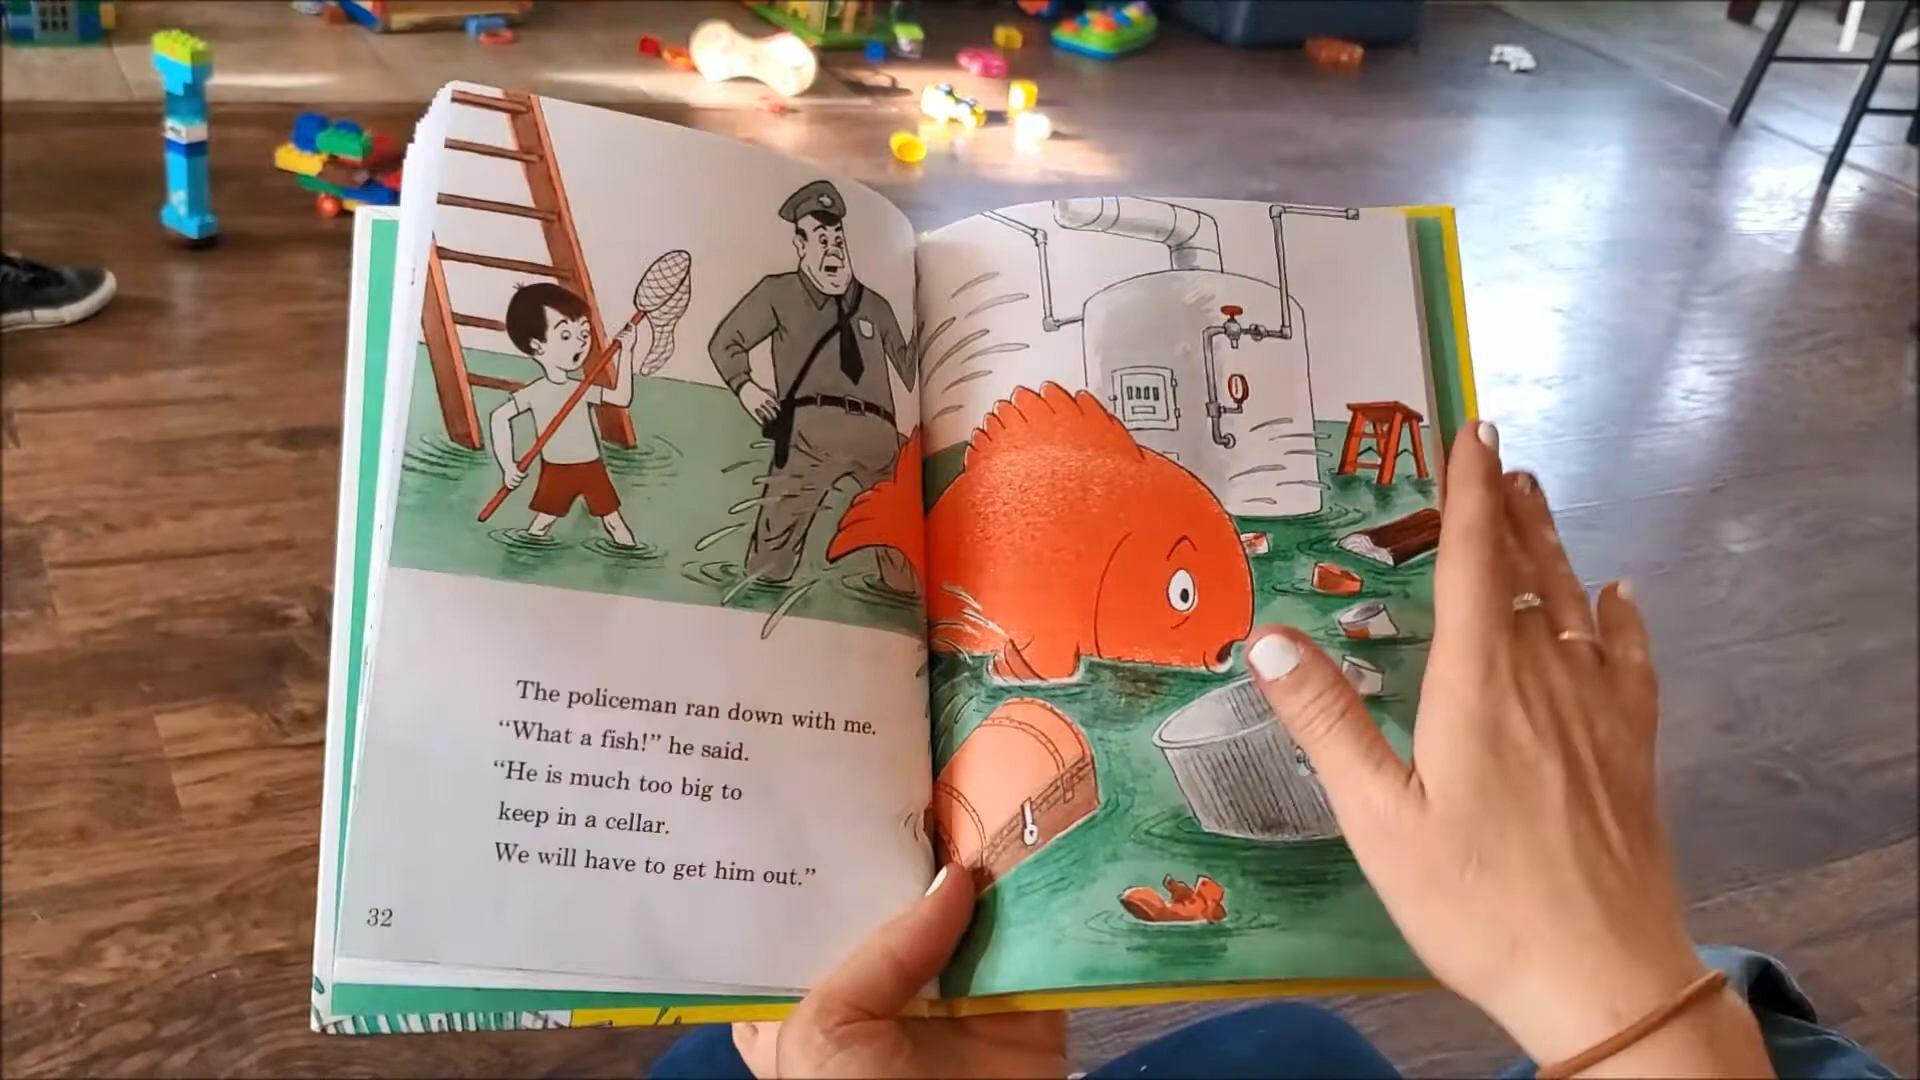 The policeman ran down with me.
“What a fish!” he said.
“He is much too big to
keep in a cellar.
We will have to get him out.”
32